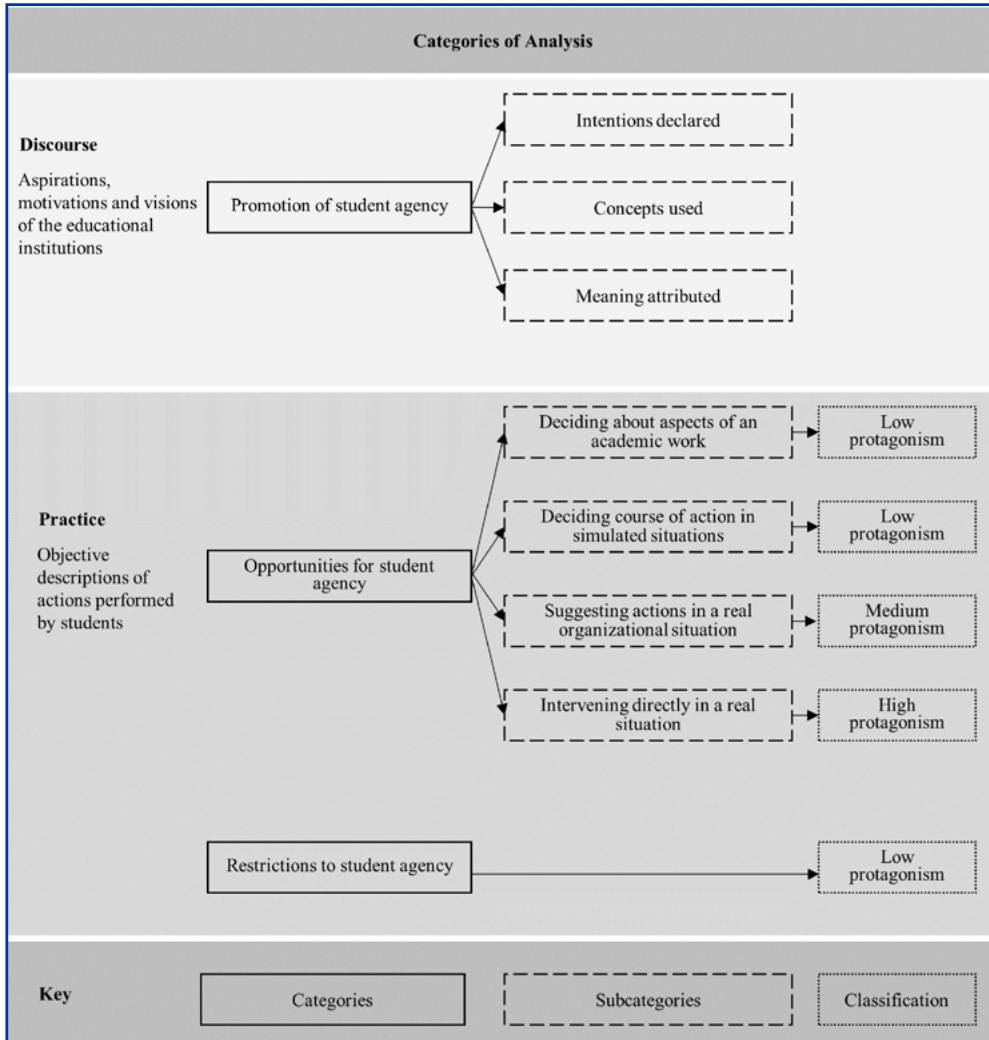 Categories of Analysis
Discourse
Aspirations,
motivations and visions
of the educational
institutions
Promotion of student agency
Intentions declared
Concepts used
Meaning attributed
Practice
Objective
descriptions of
actions performed
by students
Opportunities for student
agency
Deciding about aspects of an
academic work
Low
protagonism
Deciding course of action in
simulated situations
Low
protagonism
Suggesting actions in a real
organizational situation
Medium
protagonism
Intervening directly in a real
situation
High
protagonism
Restrictions to student agency
Low
protagonism
Key
Categories
Subcategories
Classification